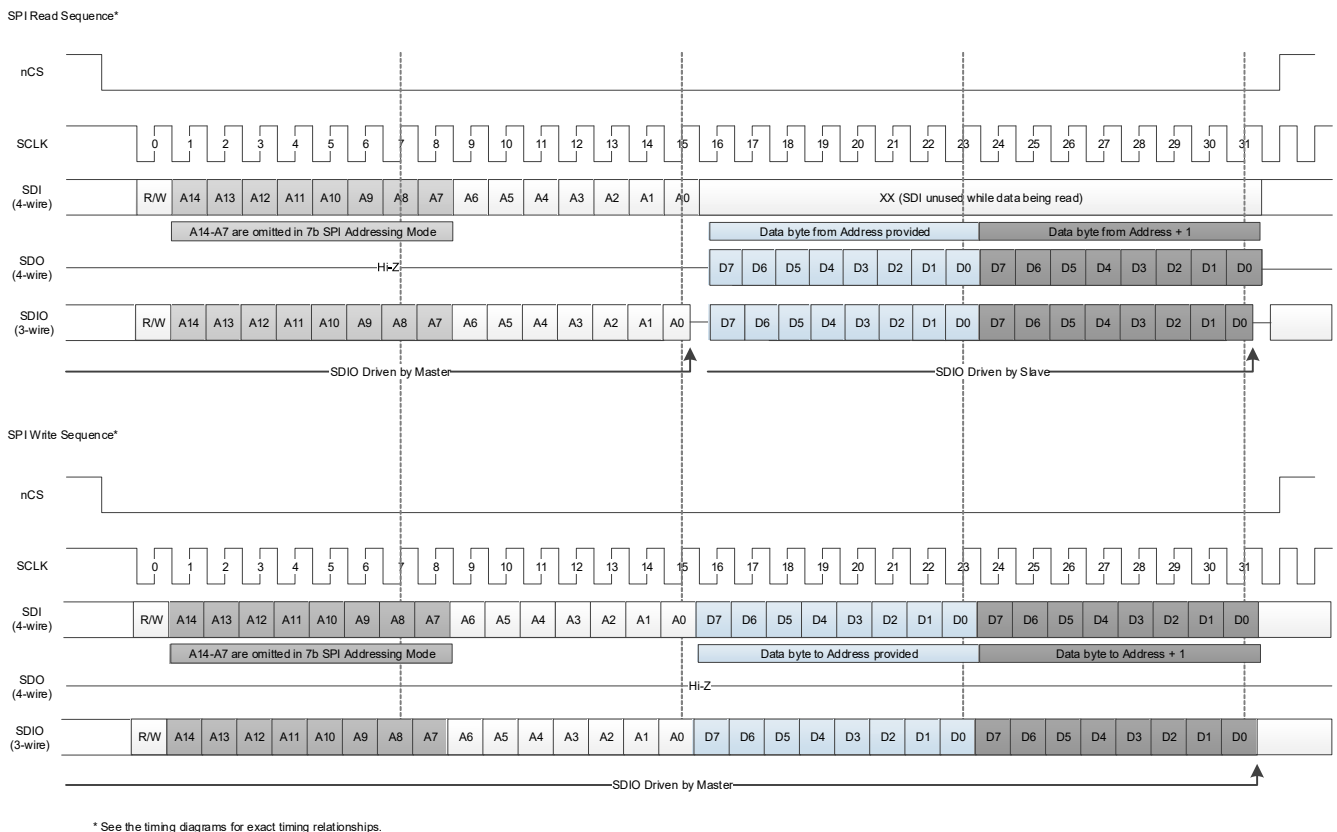 SPI Read Sequence*
nCS
SCLK 0 1 2 3 4 5 6 7 8 9 10 11 12 13 14 15 16 17 18 19 20 21 22 23 24 25 26 27 28 29 30 31
SDI (4-wire) R/W A14 A13 A12 A11 A10 A9 A8 A7 A6 A5 A4 A3 A2 A1 A0 XX (SDI unused while data being read)
A14-A7 are omitted in 7b SPI Addressing Mode Data byte from Address provided Data byte from Address + 1
SDO (4-wire) Hi-Z D7 D6 D5 D4 D3 D2 D1 D0 D7 D6 D5 D4 D3 D2 D1 D0
SDIO (3-wire) R/W A14 A13 A12 A11 A10 A9 A8 A7 A6 A5 A4 A3 A2 A1 A0 D7 D6 D5 D4 D3 D2 D1 D0 D7 D6 D5 D4 D3 D2 D1 D0
SDIO Driven by Master SDIO Driven by Slave
SPI Write Sequence*
nCS
SCLK 0 1 2 3 4 5 6 7 8 9 10 11 12 13 14 15 16 17 18 19 20 21 22 23 24 25 26 27 28 29 30 31
SDI (4-wire) R/W A14 A13 A12 A11 A10 A9 A8 A7 A6 A5 A4 A3 A2 A1 A0 D7 D6 D5 D4 D3 D2 D1 D0 D7 D6 D5 D4 D3 D2 D1 D0
A14-A7 are omitted in 7b SPI Addressing Mode Data byte to Address provided Data byte to Address + 1
SDO (4-wire) Hi-Z
SDIO (3-wire) R/W A14 A13 A12 A11 A10 A9 A8 A7 A6 A5 A4 A3 A2 A1 A0 D7 D6 D5 D4 D3 D2 D1 D0 D7 D6 D5 D4 D3 D2 D1 D0
SDIO Driven by Master
* See the timing diagrams for exact timing relationships.